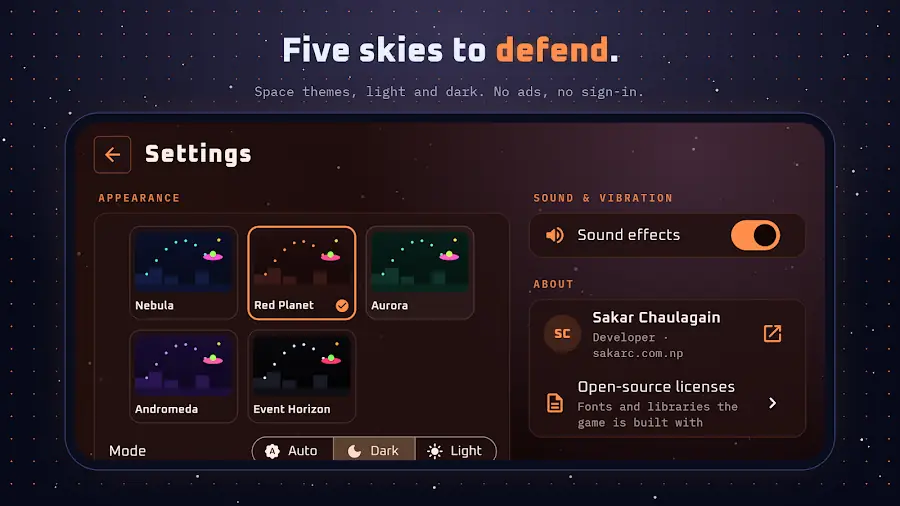 Five skies to defend.
Space themes, light and dark. No ads, no sign-in.
Settings
APPEARANCE
Nebula
Red Planet
Aurora
Andromeda
Event Horizon
Mode
A Auto
Dark
Light
SOUND & VIBRATION
Sound effects
ABOUT
SC
Sakar Chaulagain
Developer ·
sakarc.com.np
Open-source licenses
Fonts and libraries the
game is built with